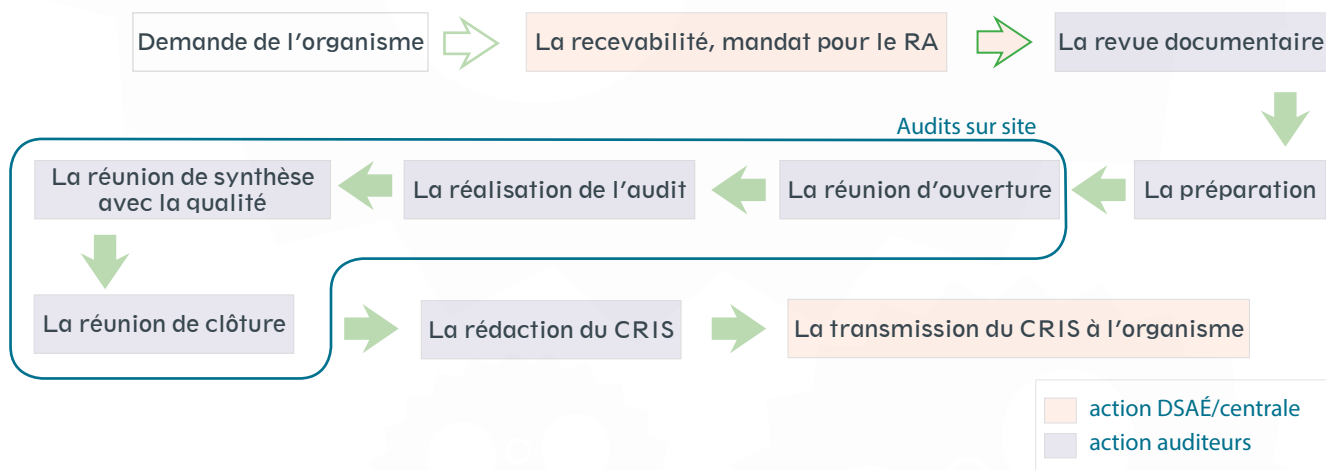 Demande de l'organisme
La recevabilité, mandat pour le RA
La revue documentaire
Audits sur site
La préparation
La réunion d'ouverture
La réalisation de l'audit
La réunion de synthèse
avec la qualité
La réunion de clôture
La rédaction du CRIS
La transmission du CRIS à l'organisme
action DSAÉ/centrale
action auditeurs